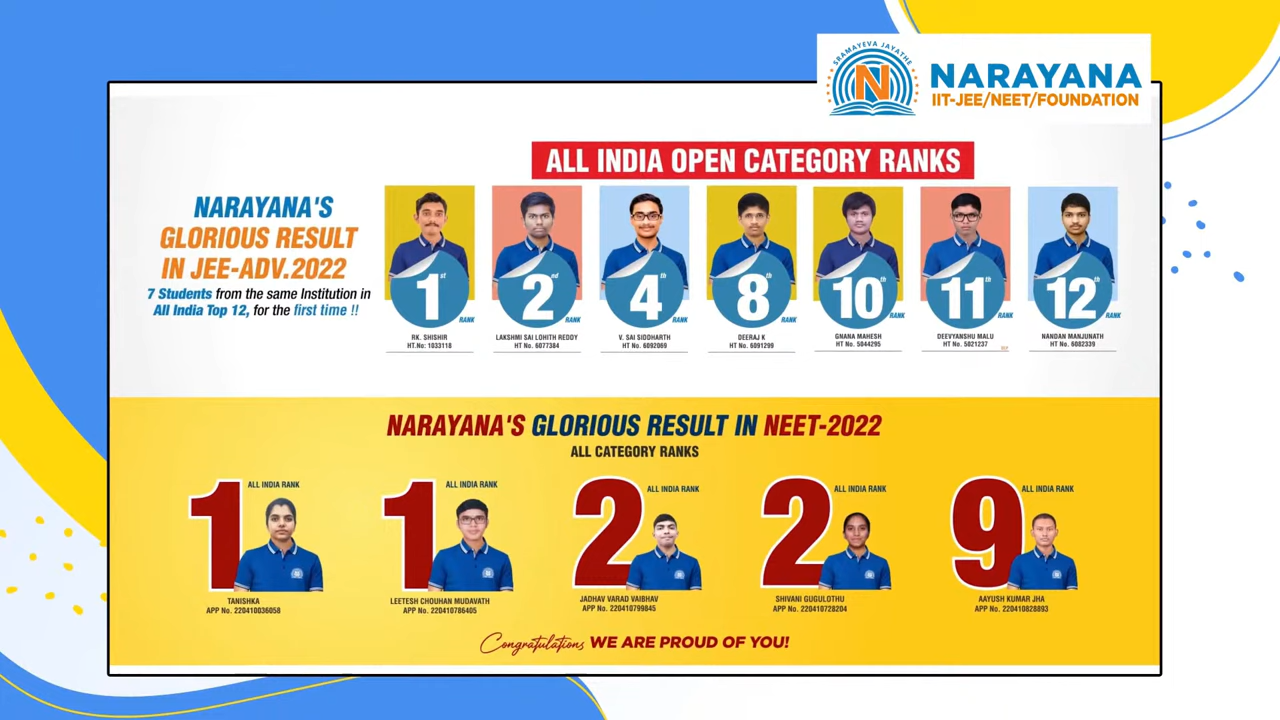 SRAMAYEVA JAYATHE
N
NARAYANA
IIT-JEE/NEET/FOUNDATION
ALL INDIA OPEN CATEGORY RANKS
NARAYANA'S
GLORIOUS RESULT
IN JEE-ADV.2022
7 Students from the same Institution in
All India Top 12, for the first time !!
1st RANK
RK. SHISHIR
HT.No: 1033118
2nd RANK
LAKSHMI SAI LOHITH REDDY
HT No. 6077384
4th RANK
V. SAI SIDDHARTH
HT No. 6092069
8th RANK
DEERAJ K
HT No. 6091299
10th RANK
GNANA MAHESH
HT No. 5044295
11th RANK
DEEVYANSHU MALU
HT No. 5021237
12th RANK
NANDAN MANJUNATH
HT No. 6082339
NARAYANA'S GLORIOUS RESULT IN NEET-2022
ALL CATEGORY RANKS
1 ALL INDIA RANK
TANISHKA
APP No. 220410036058
1 ALL INDIA RANK
LEETESH CHOUHAN MUDAVATH
APP No. 220410786405
2 ALL INDIA RANK
JADHAV VARAD VAIBHAV
APP No. 220410799845
2 ALL INDIA RANK
SHIVANI GUGULOTHU
APP No. 220410728204
9 ALL INDIA RANK
AAYUSH KUMAR JHA
APP No. 220410828893
Congratulations WE ARE PROUD OF YOU!